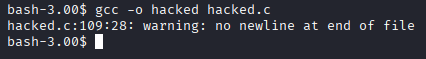 bash-3.00$ gcc -o hacked hacked.c
hacked.c:109:28: warning: no newline at end of file
bash-3.00$